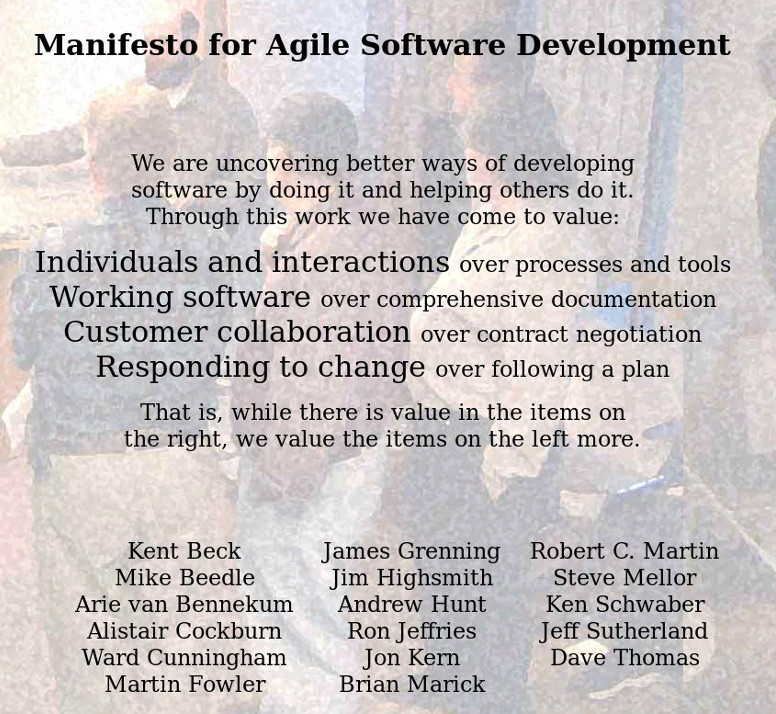 Manifesto for Agile Software Development
We are uncovering better ways of developing
software by doing it and helping others do it.
Through this work we have come to value:
Individuals and interactions over processes and tools
Working software over comprehensive documentation
Customer collaboration over contract negotiation
Responding to change over following a plan
That is, while there is value in the items on
the right, we value the items on the left more.
Kent Beck
Mike Beedle
Arie van Bennekum
Alistair Cockburn
Ward Cunningham
Martin Fowler
James Grenning
Jim Highsmith
Andrew Hunt
Ron Jeffries
Jon Kern
Brian Marick
Robert C. Martin
Steve Mellor
Ken Schwaber
Jeff Sutherland
Dave Thomas